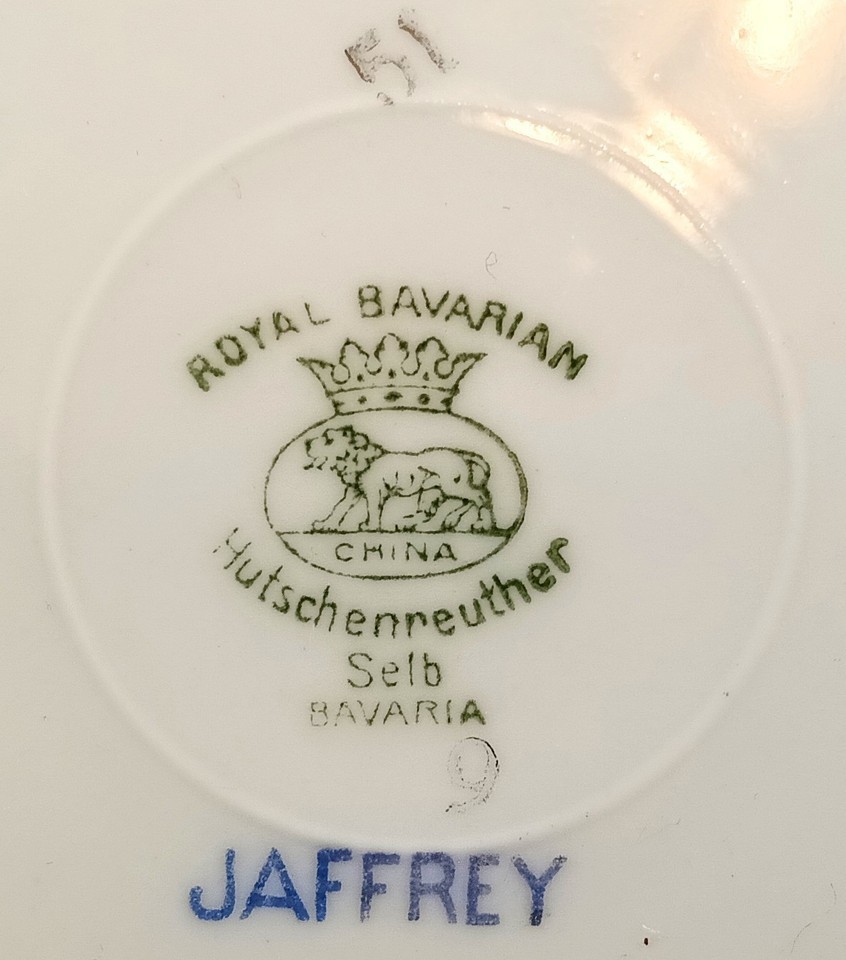 51
ROYAL BAVARIAN
CHINA
Hutschenreuther
Selb
BAVARIA
9
JAFFREY